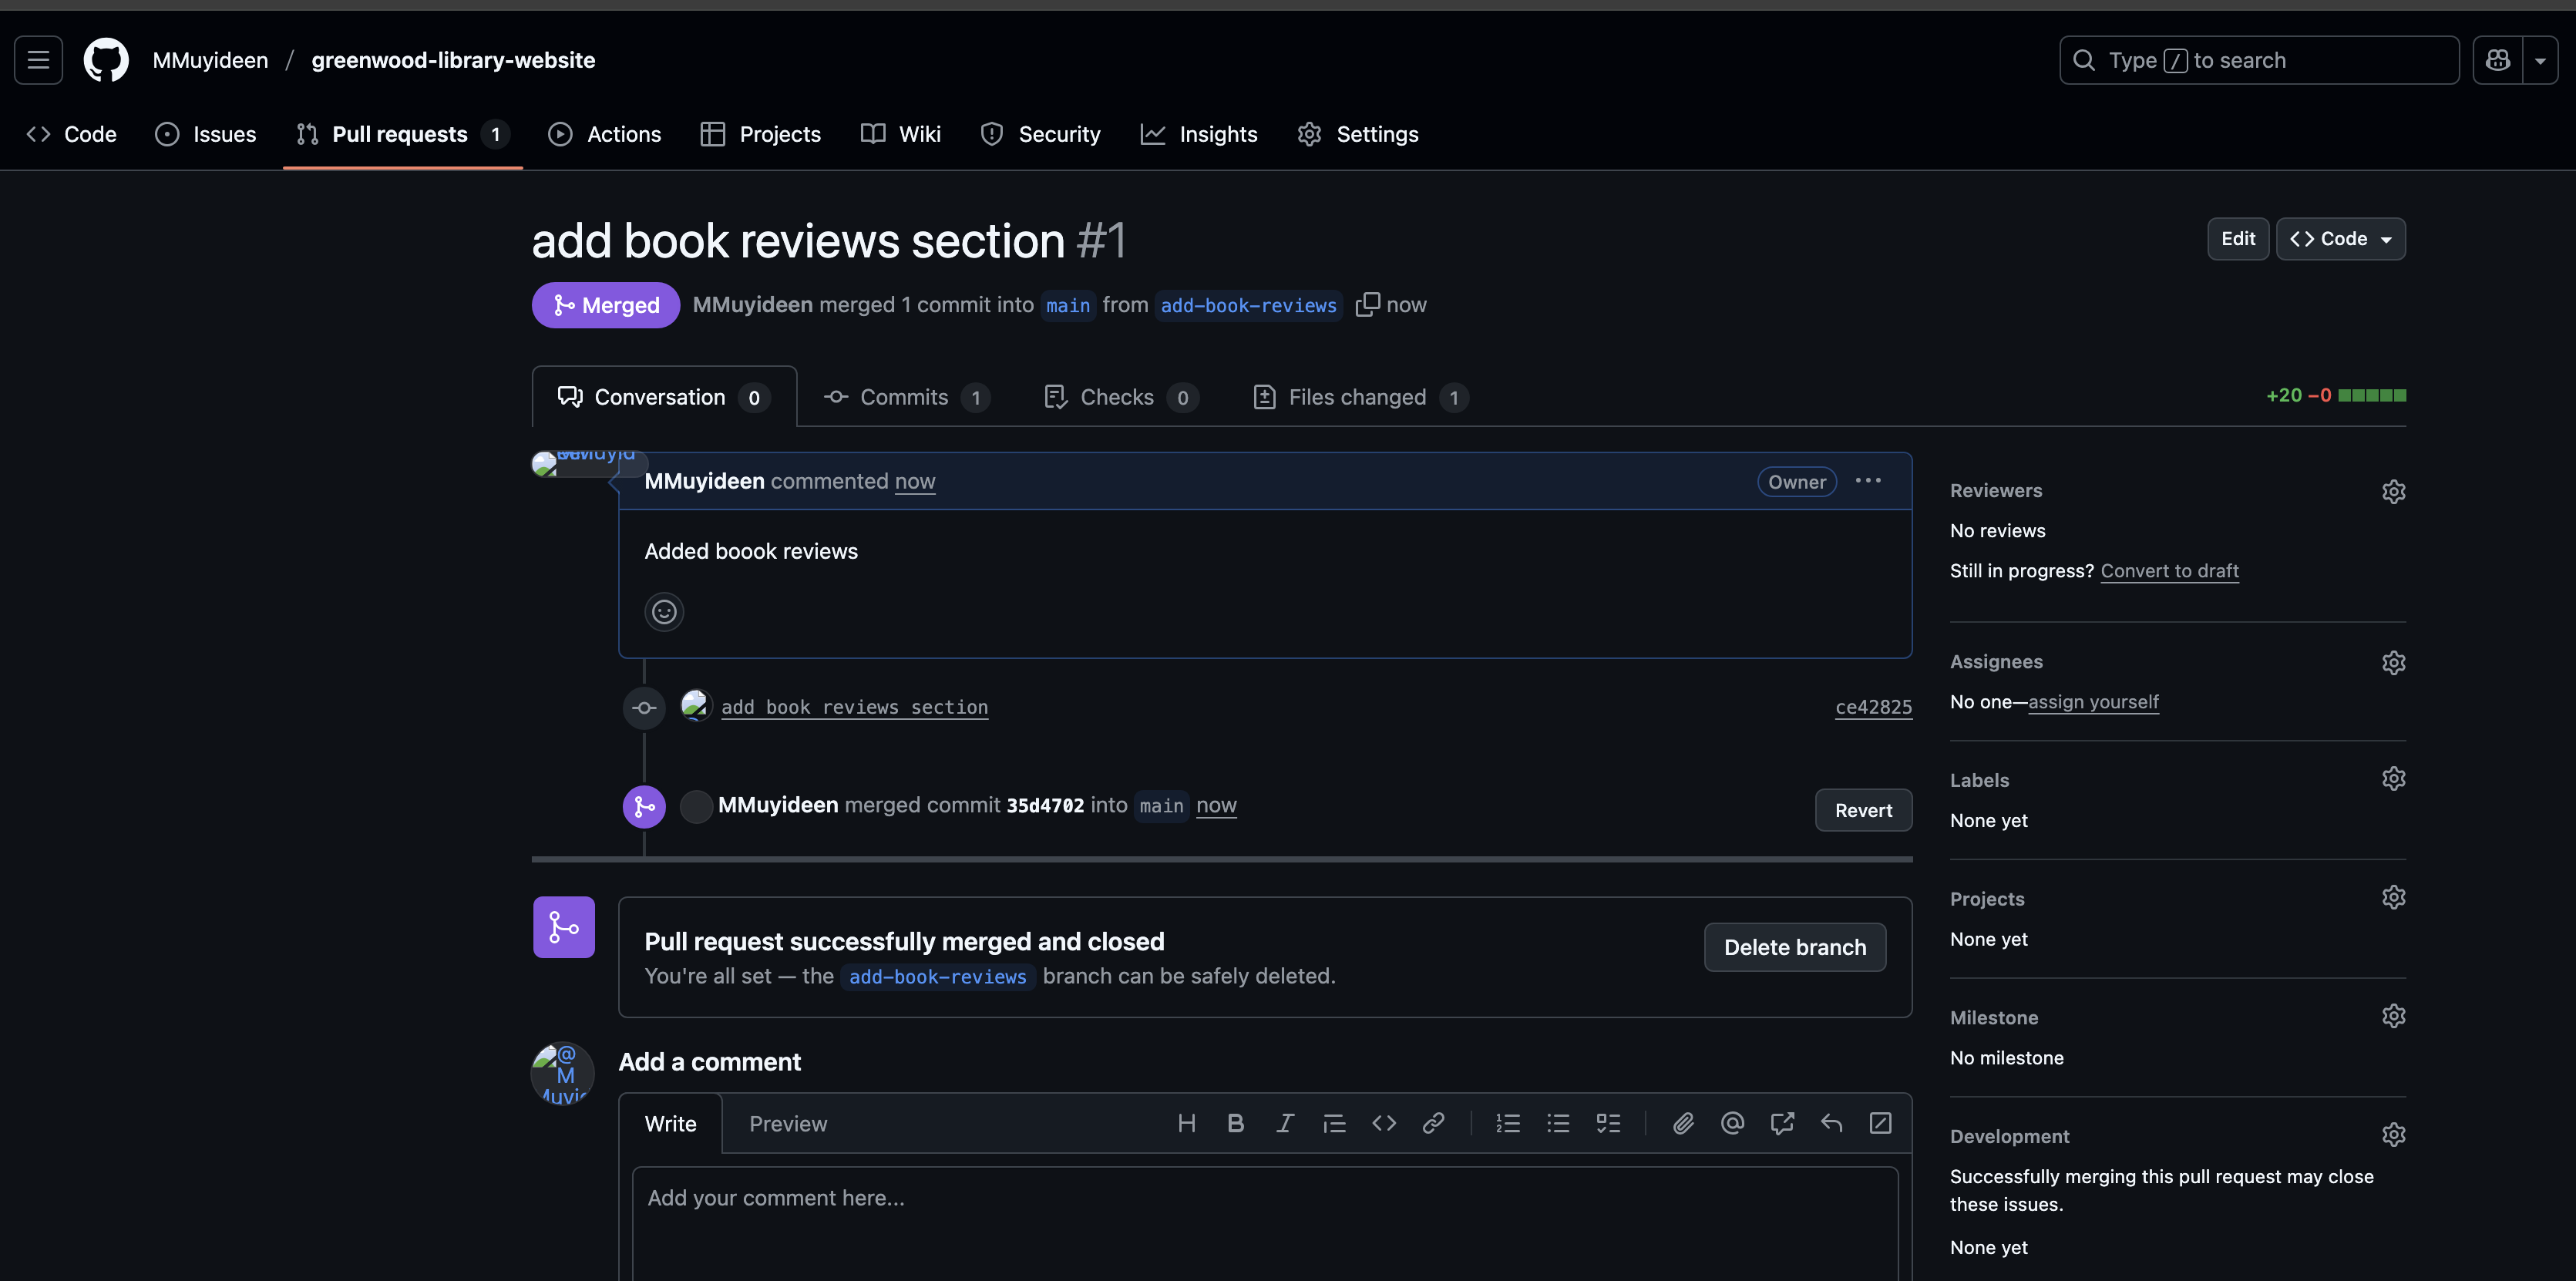 MMuyideen / greenwood-library-website
Type / to search
Code
Issues
Pull requests 1
Actions
Projects
Wiki
Security
Insights
Settings
add book reviews section #1
Edit
Code
Merged MMuyideen merged 1 commit into main from add-book-reviews now
Conversation 0
Commits 1
Checks 0
Files changed 1
+20 −0
MMuyideen commented now
Owner
Added boook reviews
add book reviews section
ce42825
MMuyideen merged commit 35d4702 into main now
Revert
Pull request successfully merged and closed
You're all set — the add-book-reviews branch can be safely deleted.
Delete branch
@
M
Muyid
Add a comment
Write
Preview
Add your comment here...
Reviewers
No reviews
Still in progress? Convert to draft
Assignees
No one—assign yourself
Labels
None yet
Projects
None yet
Milestone
No milestone
Development
Successfully merging this pull request may close
these issues.
None yet